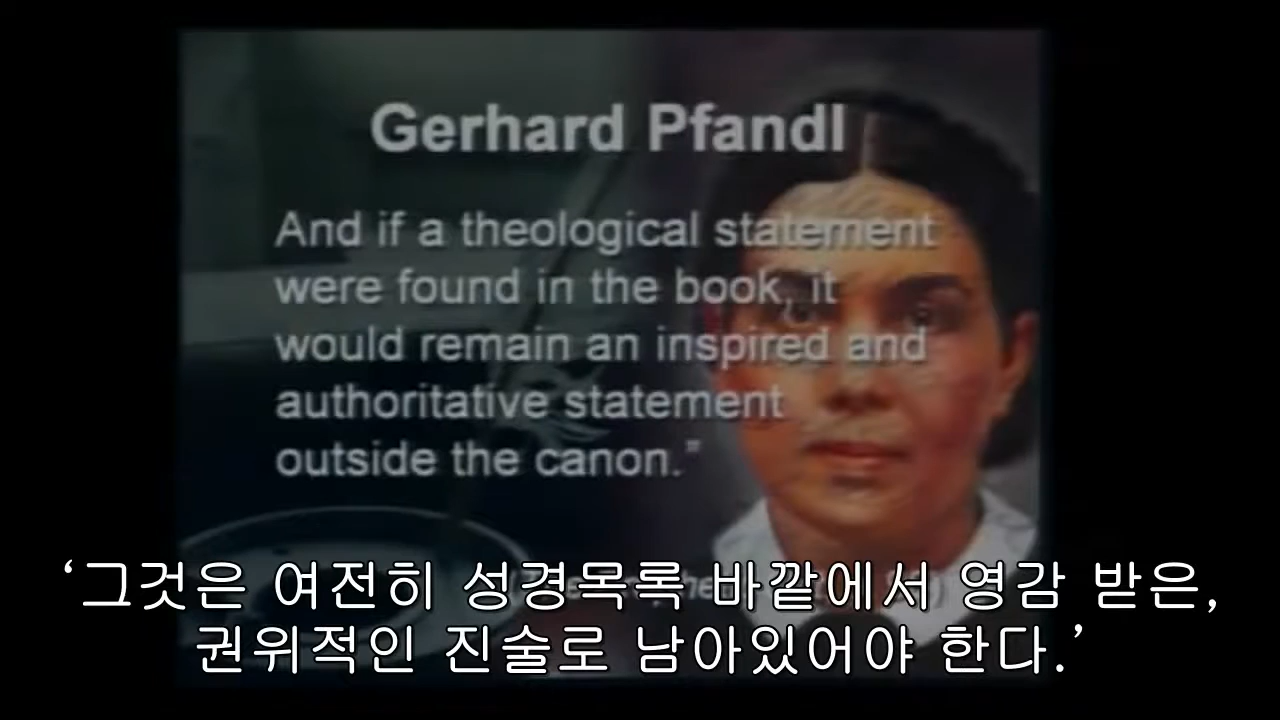 Gerhard Pfandl
And if a theological statement
were found in the book, it
would remain an inspired and
authoritative statement
outside the canon.”
‘그것은 여전히 성경목록 바깥에서 영감 받은,
권위적인 진술로 남아있어야 한다.’